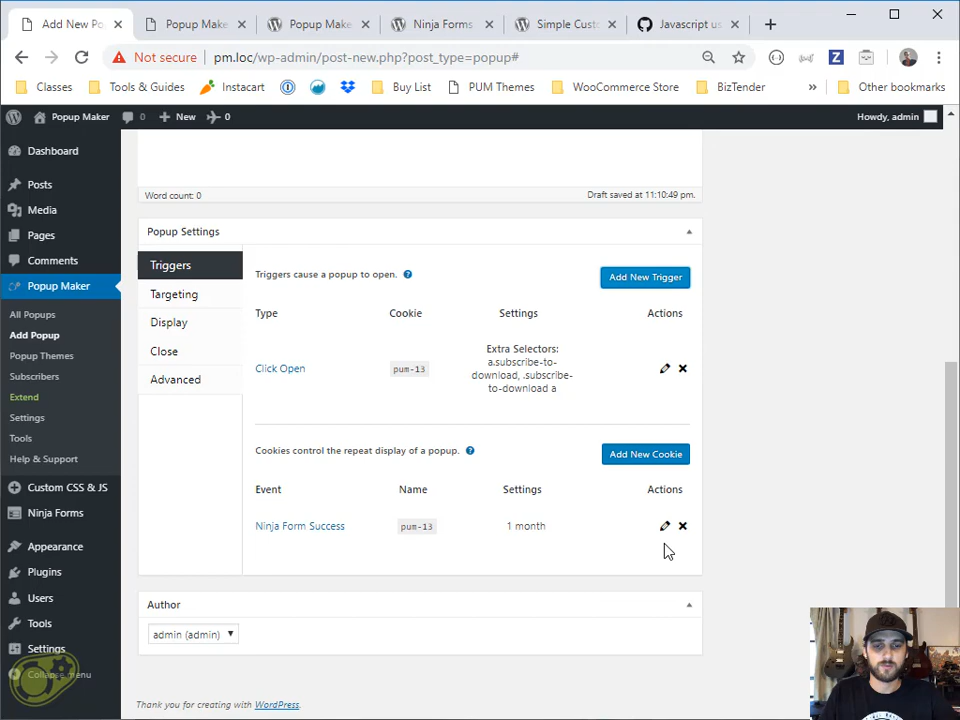 Add New Po
Popup Make
Popup Make
Ninja Forms
Simple Cust
Javascript us
Not secure
pm.loc/wp-admin/post-new.php?post_type=popup#
Classes
Tools & Guides
Instacart
Buy List
PUM Themes
WooCommerce Store
BizTender
»
Other bookmarks
Popup Maker
0
New
0
Howdy, admin
Dashboard
Posts
Media
Pages
Comments
Popup Maker
All Popups
Add Popup
Popup Themes
Subscribers
Extend
Settings
Tools
Help & Support
Custom CSS & JS
Ninja Forms
Appearance
Plugins
Users
Tools
Settings
Collapse menu
Word count: 0
Draft saved at 11:10:49 pm.
Popup Settings
Triggers
Targeting
Display
Close
Advanced
Triggers cause a popup to open.
Add New Trigger
Type
Cookie
Settings
Actions
Click Open
pum-13
Extra Selectors:
a.subscribe-to-
download, .subscribe-
to-download a
Cookies control the repeat display of a popup.
Add New Cookie
Event
Name
Settings
Actions
Ninja Form Success
pum-13
1 month
Author
admin (admin)
Thank you for creating with WordPress.